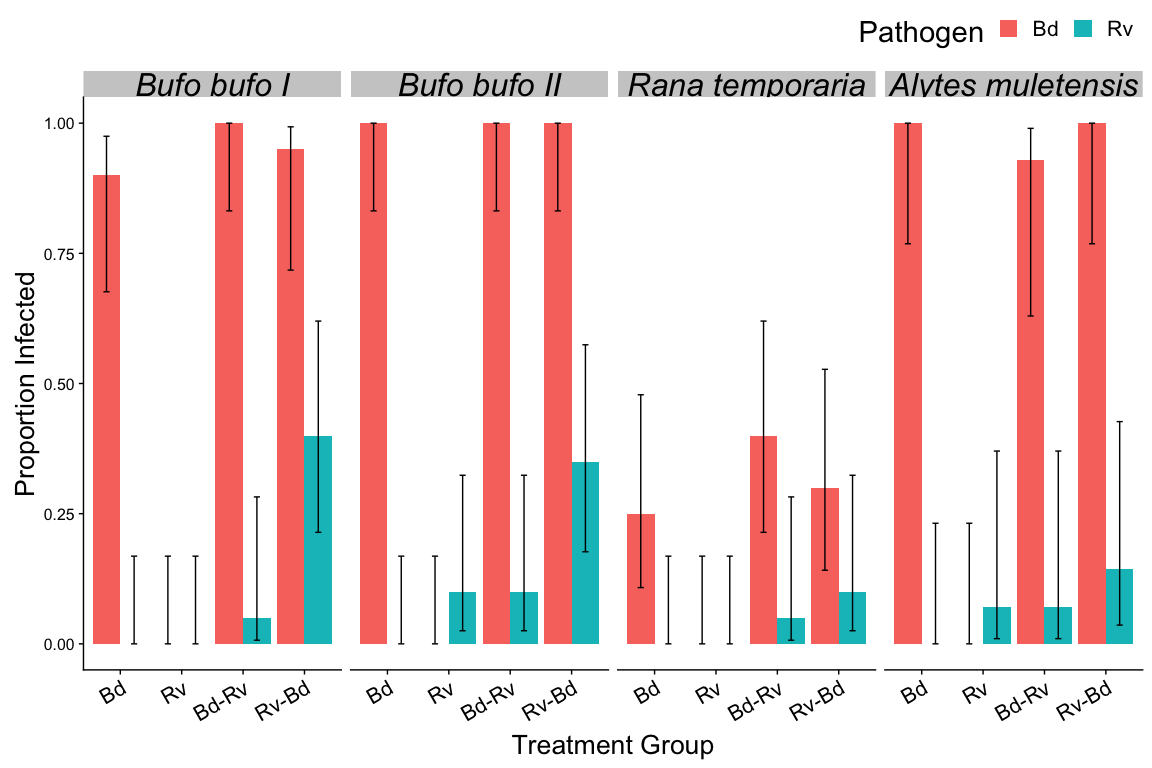 Pathogen Bd Rv
Bufo bufo I Bufo bufo II Rana temporaria Alytes muletensis
1.00
0.75
0.50
0.25
0.00
Proportion Infected
Bd Rv Bd-Rv Rv-Bd Bd Rv Bd-Rv Rv-Bd Bd Rv Bd-Rv Rv-Bd Bd Rv Bd-Rv Rv-Bd
Treatment Group